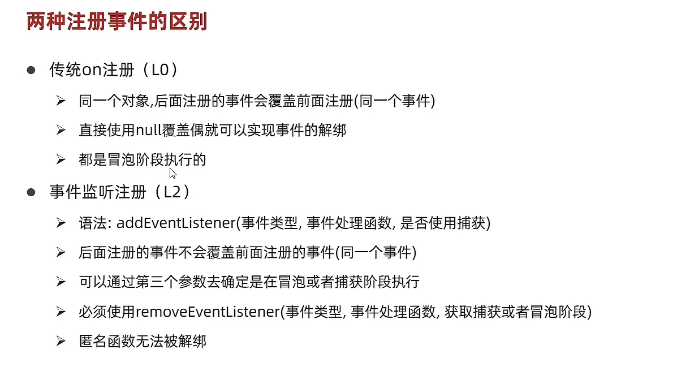 两种注册事件的区别
传统on注册（L0）
同一个对象,后面注册的事件会覆盖前面注册(同一个事件)
直接使用null覆盖偶就可以实现事件的解绑
都是冒泡阶段执行的
事件监听注册（L2）
语法: addEventListener(事件类型, 事件处理函数, 是否使用捕获)
后面注册的事件不会覆盖前面注册的事件(同一个事件)
可以通过第三个参数去确定是在冒泡或者捕获阶段执行
必须使用removeEventListener(事件类型, 事件处理函数, 获取捕获或者冒泡阶段)
匿名函数无法被解绑